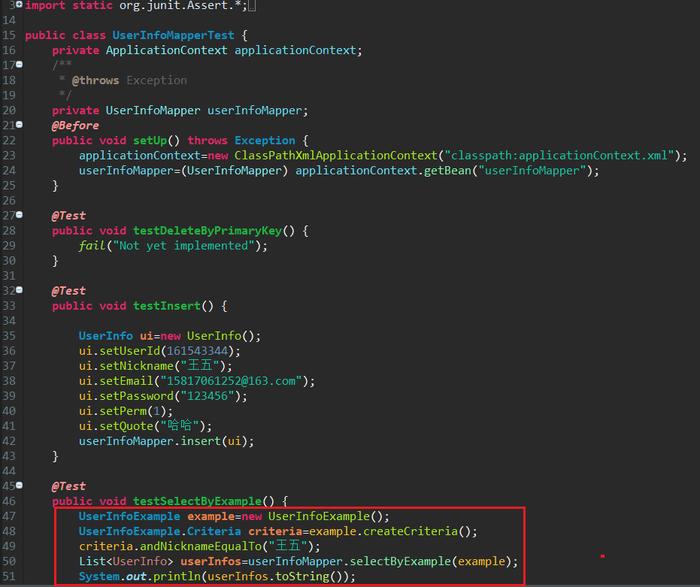 3 import static org.junit.Assert.*;
14
15 public class UserInfoMapperTest {
16 private ApplicationContext applicationContext;
17 /**
18 * @throws Exception
19 */
20 private UserInfoMapper userInfoMapper;
21 @Before
22 public void setUp() throws Exception {
23 applicationContext=new ClassPathXmlApplicationContext("classpath:applicationContext.xml");
24 userInfoMapper=(UserInfoMapper) applicationContext.getBean("userInfoMapper");
25 }
26
27 @Test
28 public void testDeleteByPrimaryKey() {
29 fail("Not yet implemented");
30 }
31
32 @Test
33 public void testInsert() {
34
35 UserInfo ui=new UserInfo();
36 ui.setUserId(161543344);
37 ui.setNickname("王五");
38 ui.setEmail("15817061252@163.com");
39 ui.setPassword("123456");
40 ui.setPerm(1);
41 ui.setQuote("哈哈");
42 userInfoMapper.insert(ui);
43 }
44
45 @Test
46 public void testSelectByExample() {
47 UserInfoExample example=new UserInfoExample();
48 UserInfoExample.Criteria criteria=example.createCriteria();
49 criteria.andNicknameEqualTo("王五");
50 List<UserInfo> userInfos=userInfoMapper.selectByExample(example);
51 System.out.println(userInfos.toString());